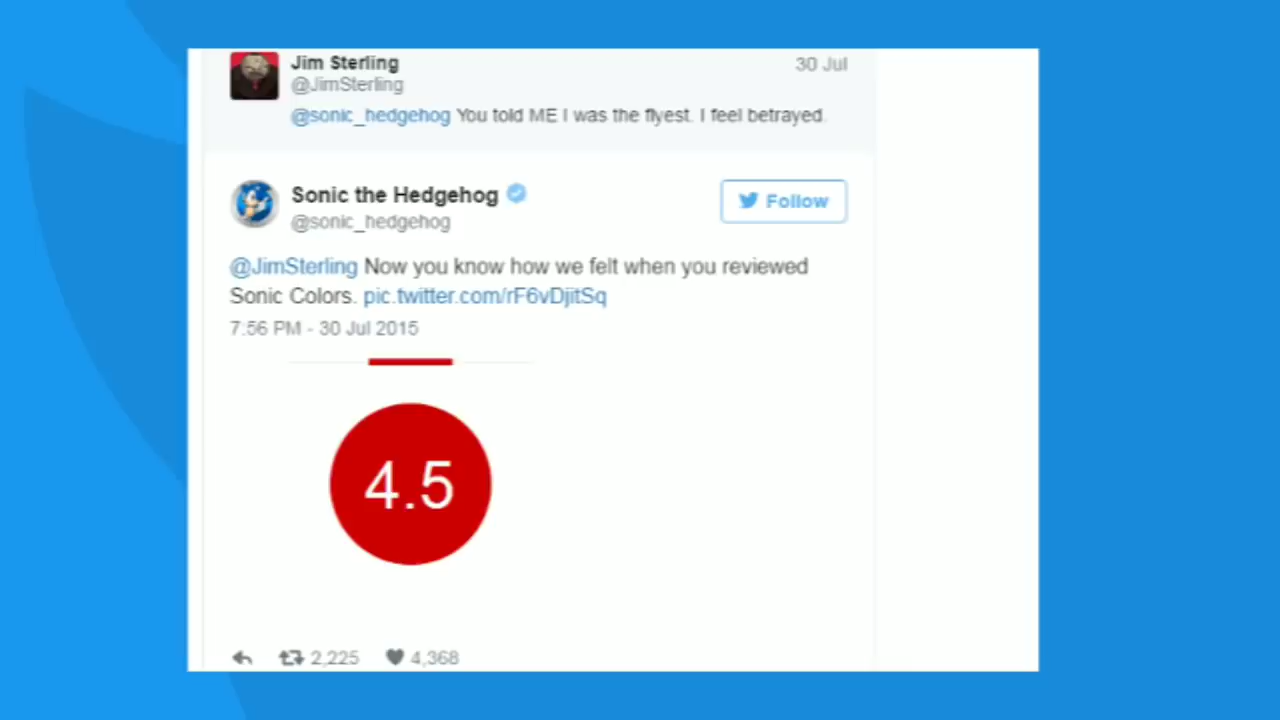 Jim Sterling
30 Jul
@JimSterling
@sonic_hedgehog You told ME I was the flyest. I feel betrayed.
Sonic the Hedgehog
Follow
@sonic_hedgehog
@JimSterling Now you know how we felt when you reviewed
Sonic Colors. pic.twitter.com/rF6vDjitSq
7:56 PM - 30 Jul 2015
4.5
2,225 4,368